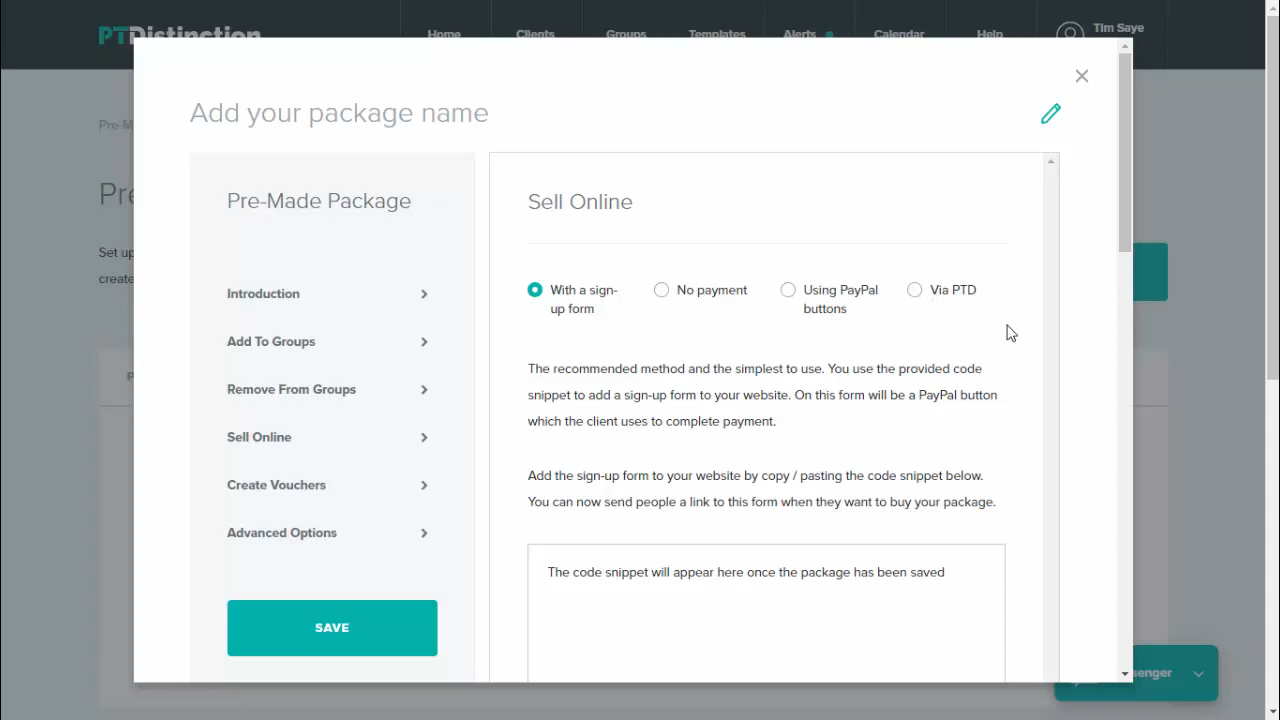 PTDistinction
Home
Clients
Groups
Templates
Alerts
Calendar
Help
Tim Saye
Add your package name
Pre-M
Pre
Set up
create
P
Pre-Made Package
Introduction
Add To Groups
Remove From Groups
Sell Online
Create Vouchers
Advanced Options
SAVE
Sell Online
With a sign-
up form
No payment
Using PayPal
buttons
Via PTD
The recommended method and the simplest to use. You use the provided code
snippet to add a sign-up form to your website. On this form will be a PayPal button
which the client uses to complete payment.
Add the sign-up form to your website by copy / pasting the code snippet below.
You can now send people a link to this form when they want to buy your package.
The code snippet will appear here once the package has been saved
senger